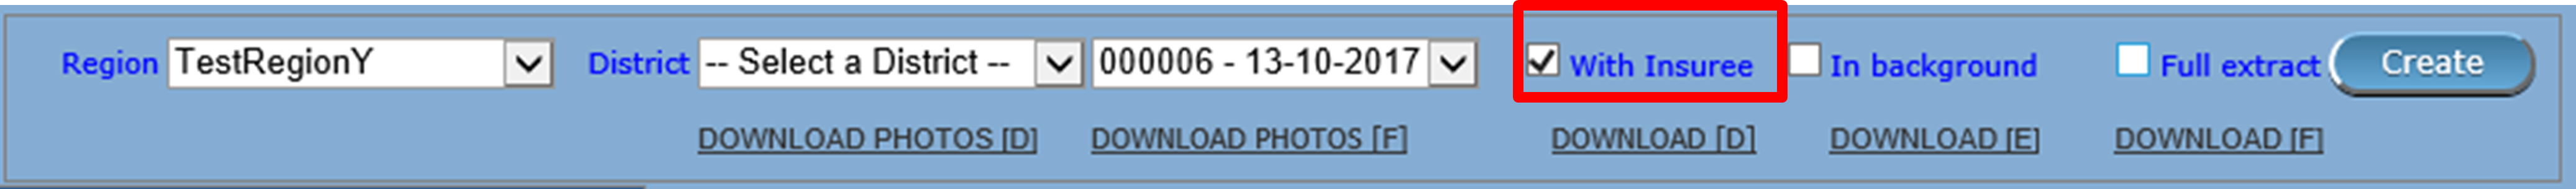 Region TestRegionY District -- Select a District -- 000006 - 13-10-2017 With Insuree In background Full extract Create
DOWNLOAD PHOTOS [D] DOWNLOAD PHOTOS [F] DOWNLOAD [D] DOWNLOAD [E] DOWNLOAD [F]